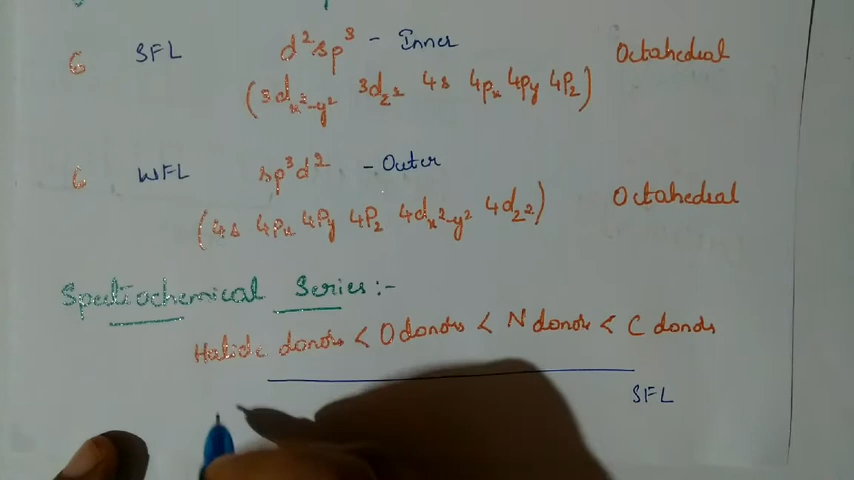 6 SFL d²sp³ - Inner Octahedral
(3dx²-y² 3dz² 4s 4px 4py 4pz)
6 WFL sp³d² - Outer Octahedral
(4s 4px 4py 4pz 4dx²-y² 4dz²)
Spectrochemical Series :-
Halide donors < O donors < N donors < C donors
SFL